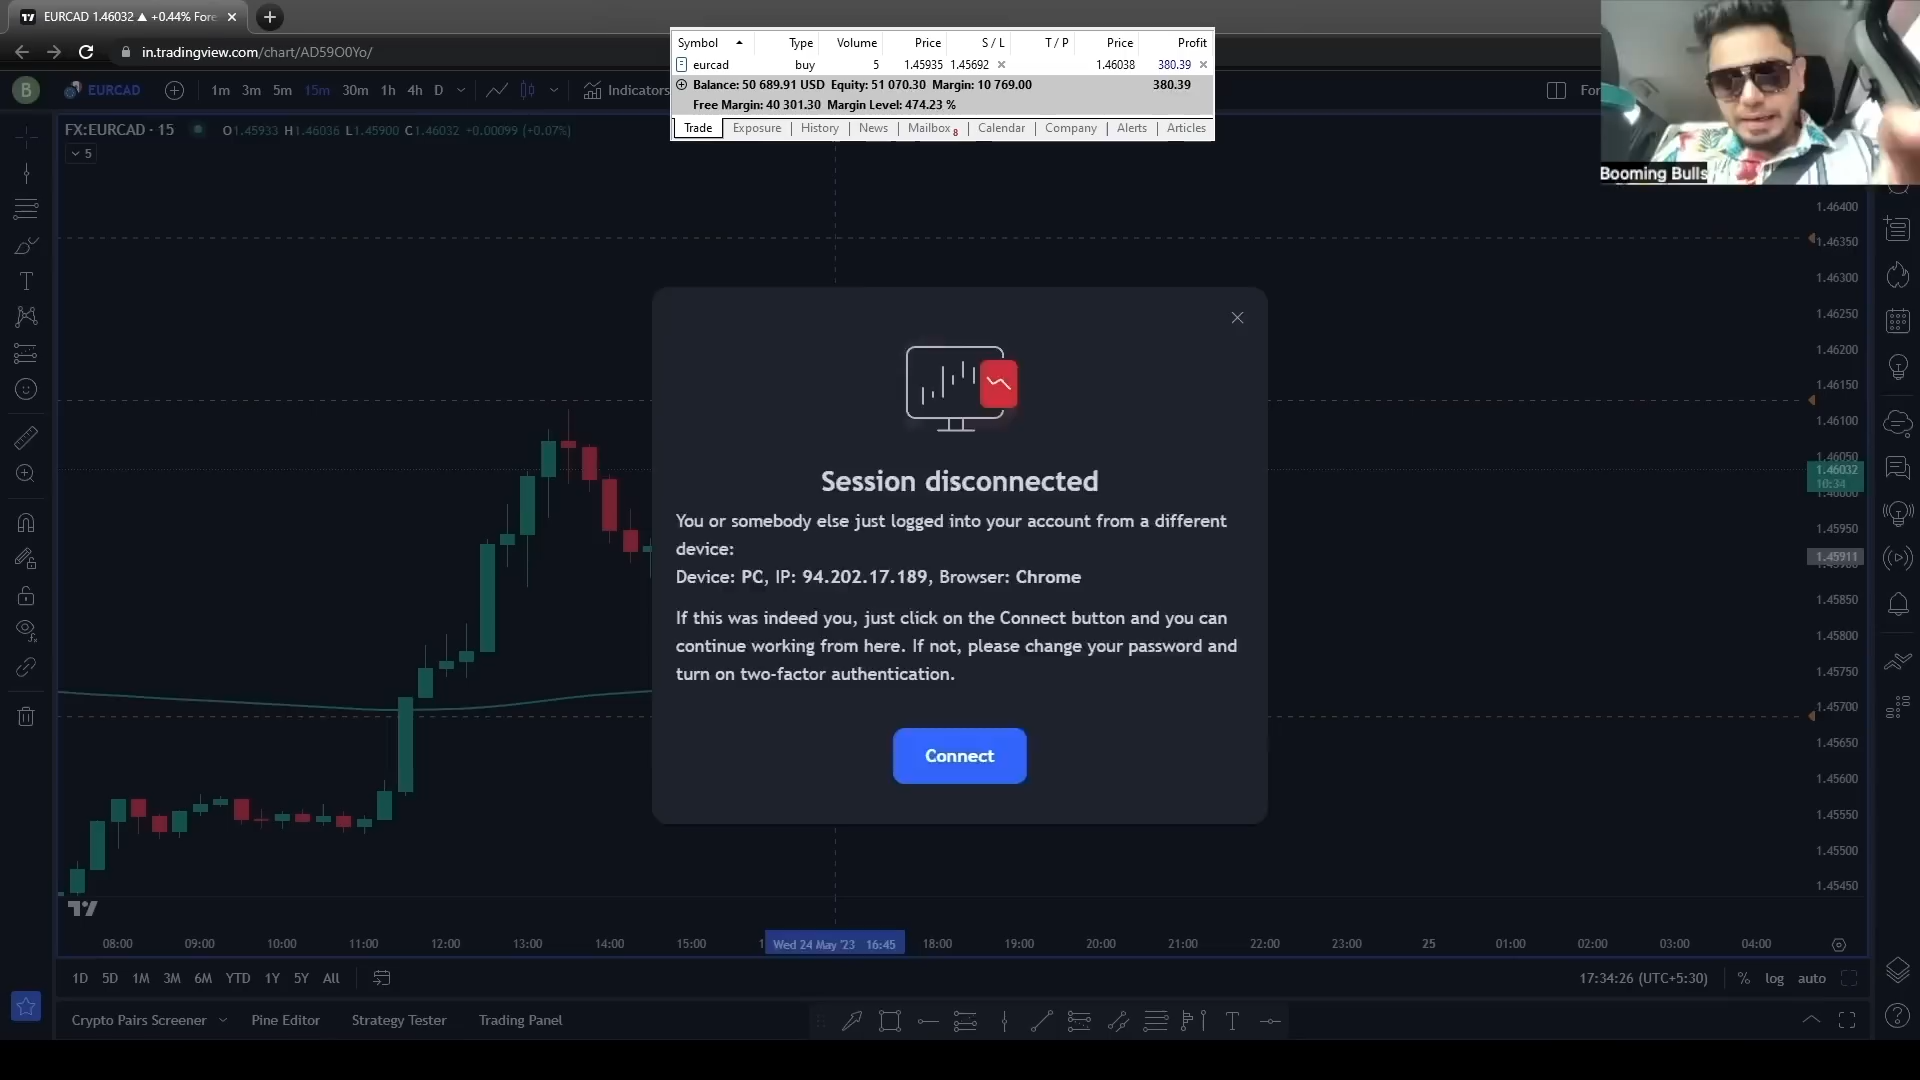 EURCAD 1.46032 ▲ +0.44% Fore
in.tradingview.com/chart/AD59O0Yo/
Symbol Type Volume Price S / L T / P Price Profit
eurcad buy 5 1.45935 1.45692 1.46038 380.39
Balance: 50 689.91 USD Equity: 51 070.30 Margin: 10 769.00 380.39
Free Margin: 40 301.30 Margin Level: 474.23 %
Trade Exposure History News Mailbox 8 Calendar Company Alerts Articles
B EURCAD 1m 3m 5m 15m 30m 1h 4h D Indicators For
FX:EURCAD · 15 O1.45933 H1.46036 L1.45900 C1.46032 +0.00099 (+0.07%)
5
Booming Bulls
1.46400
1.46350
1.46300
1.46250
1.46200
1.46150
1.46100
1.46050
1.46032
10:34
1.46000
1.45950
1.45911
1.45850
1.45800
1.45750
1.45700
1.45650
1.45600
1.45550
1.45500
1.45450
Session disconnected
You or somebody else just logged into your account from a different
device:
Device: PC, IP: 94.202.17.189, Browser: Chrome
If this was indeed you, just click on the Connect button and you can
continue working from here. If not, please change your password and
turn on two-factor authentication.
Connect
08:00 09:00 10:00 11:00 12:00 13:00 14:00 15:00 Wed 24 May '23 16:45 18:00 19:00 20:00 21:00 22:00 23:00 25 01:00 02:00 03:00 04:00
1D 5D 1M 3M 6M YTD 1Y 5Y All 17:34:26 (UTC+5:30) % log auto
Crypto Pairs Screener Pine Editor Strategy Tester Trading Panel